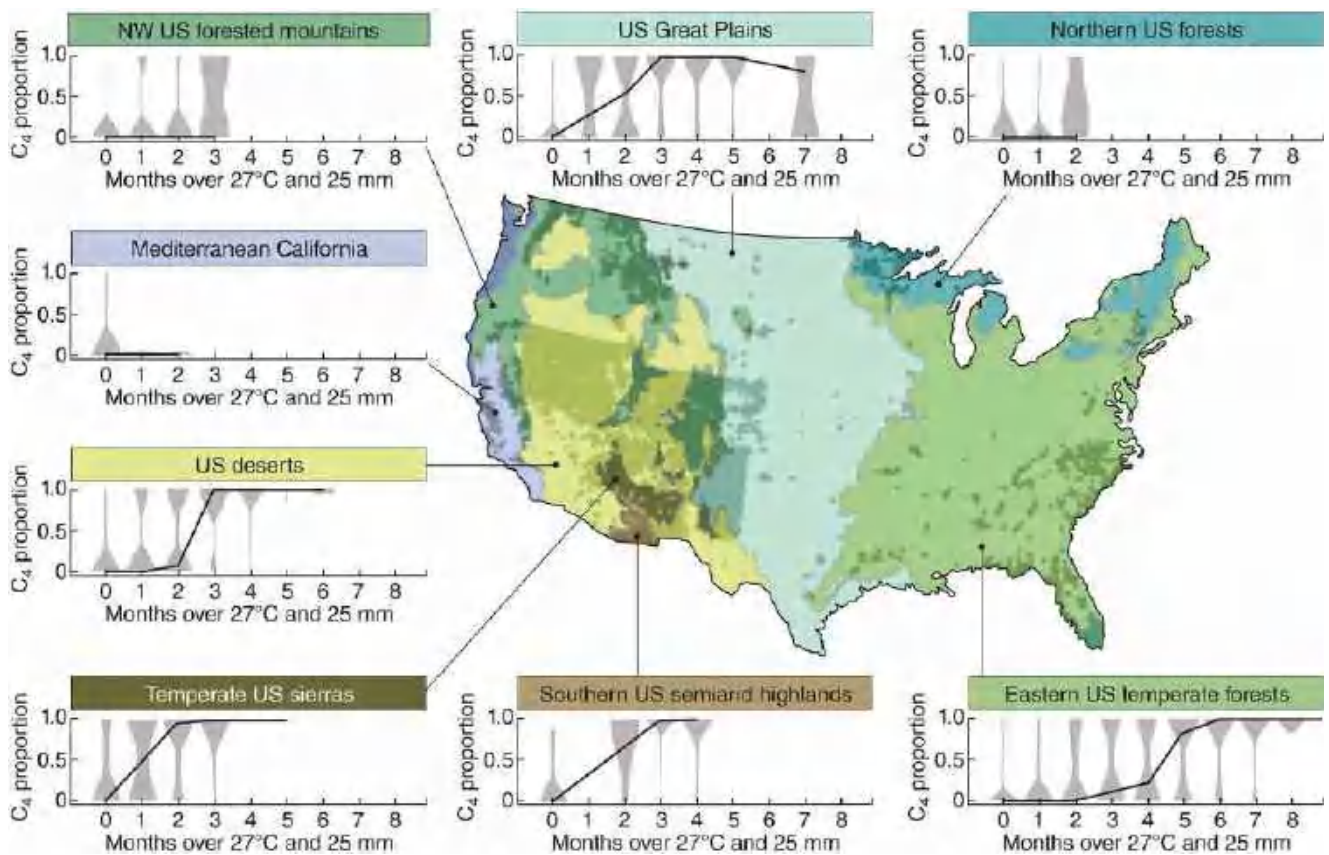 NW US forested mountains
C₄ proportion
1.0
0.5
0
0 1 2 3 4 5 6 7 8
Months over 27°C and 25 mm
US Great Plains
C₄ proportion
1.0
0.5
0
0 1 2 3 4 5 6 7 8
Months over 27°C and 25 mm
Northern US forests
C₄ proportion
1.0
0.5
0
0 1 2 3 4 5 6 7 8
Months over 27°C and 25 mm
Mediterranean California
C₄ proportion
1.0
0.5
0
0 1 2 3 4 5 6 7 8
Months over 27°C and 25 mm
US deserts
C₄ proportion
1.0
0.5
0
0 1 2 3 4 5 6 7 8
Months over 27°C and 25 mm
Temperate US sierras
C₄ proportion
1.0
0.5
0
0 1 2 3 4 5 6 7 8
Months over 27°C and 25 mm
Southern US semiarid highlands
C₄ proportion
1.0
0.5
0
0 1 2 3 4 5 6 7 8
Months over 27°C and 25 mm
Eastern US temperate forests
C₄ proportion
1.0
0.5
0
0 1 2 3 4 5 6 7 8
Months over 27°C and 25 mm